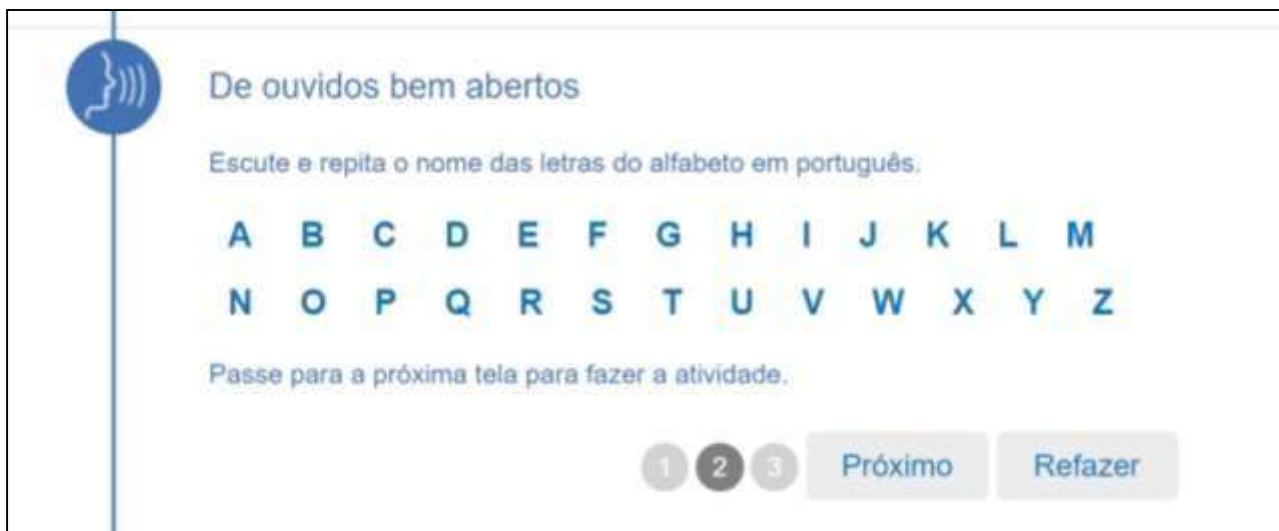 De ouvidos bem abertos
Escute e repita o nome das letras do alfabeto em português.
A B C D E F G H I J K L M
N O P Q R S T U V W X Y Z
Passe para a próxima tela para fazer a atividade.
1 2 3 Próximo Refazer